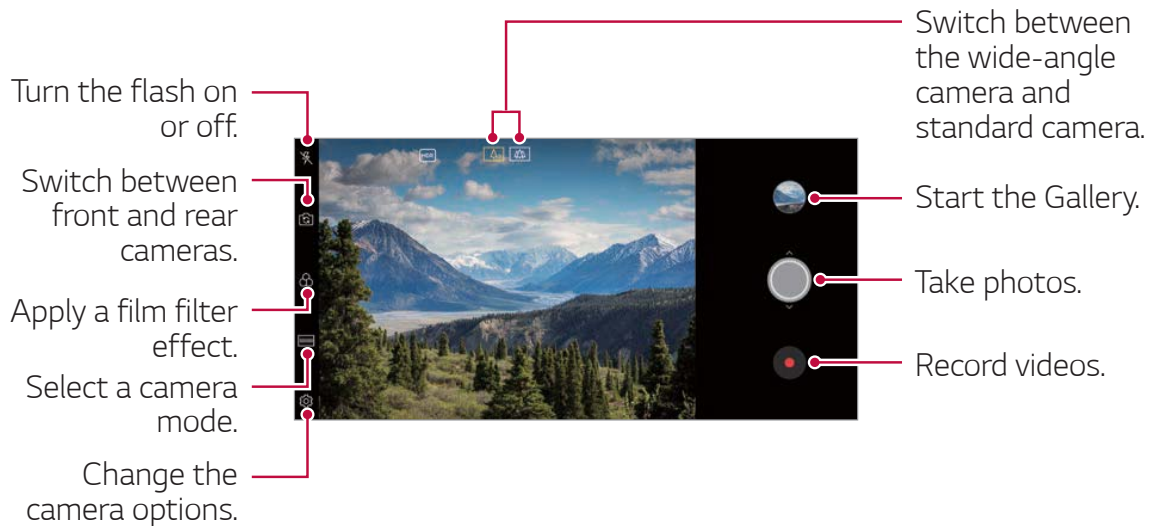 Turn the flash on
or off.
Switch between
front and rear
cameras.
Apply a film filter
effect.
Select a camera
mode.
Change the
camera options.
HDR
Switch between
the wide-angle
camera and
standard camera.
Start the Gallery.
Take photos.
Record videos.